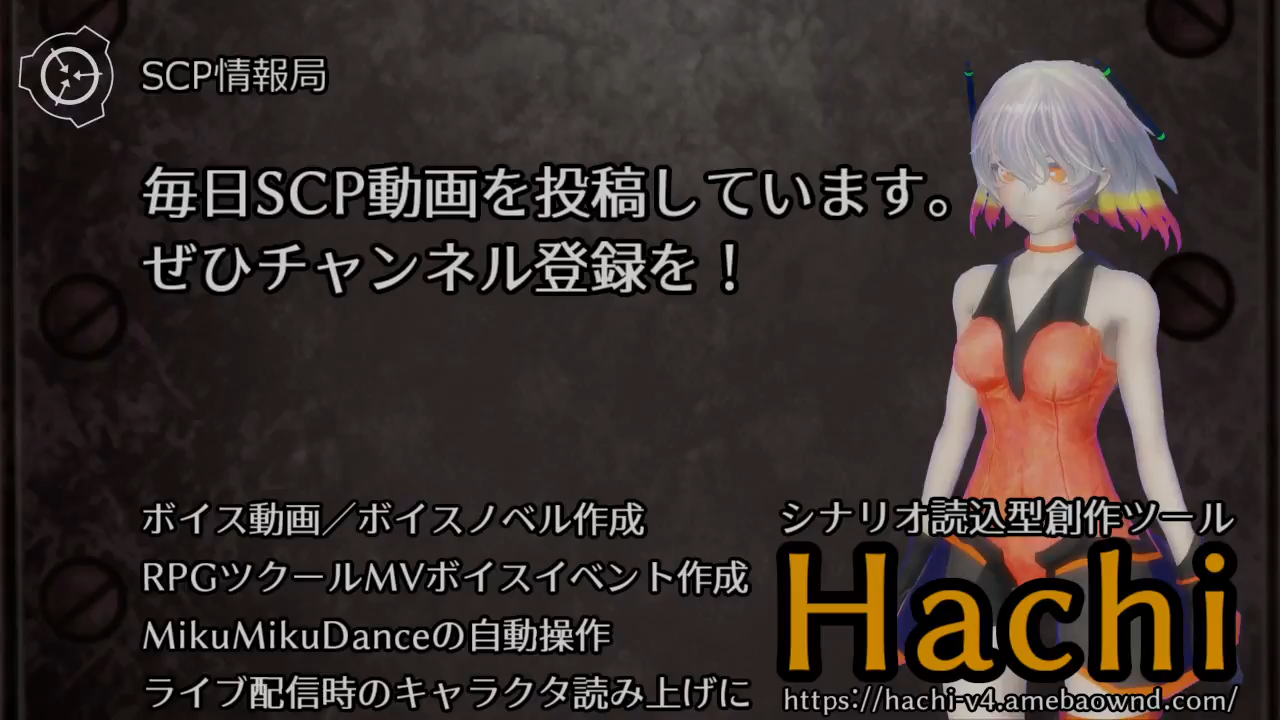 SCP情報局
毎日SCP動画を投稿しています。
ぜひチャンネル登録を！
ボイス動画／ボイスノベル作成
RPGツクールMVボイスイベント作成
MikuMikuDanceの自動操作
ライブ配信時のキャラクタ読み上げに
シナリオ読込型創作ツール
Hachi
https://hachi-v4.amebaownd.com/